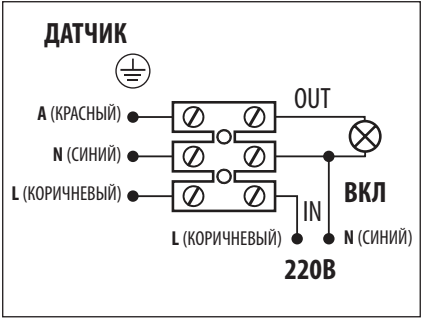 ДАТЧИК
A (КРАСНЫЙ)
OUT
N (СИНИЙ)
L (КОРИЧНЕВЫЙ)
IN
ВКЛ
L (КОРИЧНЕВЫЙ)
N (СИНИЙ)
220В